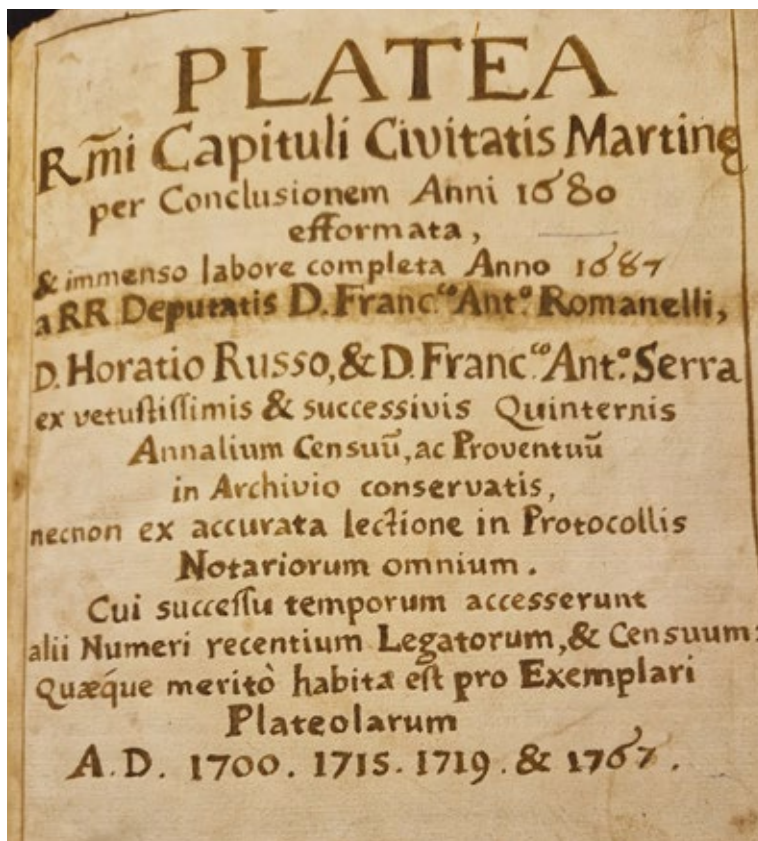 PLATEA
Rm̃i Capituli Civitatis Martinę
per Conclusionem Anni 1680
efformata,
& immenso labore completa Anno 1687
a RR Deputatis D. Franc.co Ant.o Romanelli,
D. Horatio Russo, & D. Franc.co Ant.o Serra
ex vetuſtiſſimis & successivis Quinternis
Annalium Censuū, ac Proventuū
in Archivio conservatis,
necnon ex accurata lectione in Protocollis
Notariorum omnium.
Cui succeſſu temporum accesserunt
alii Numeri recentium Legatorum, & Censuum:
Quæq́ue meritò habita eſt pro Exemplari
Plateolarum
A. D. 1700. 1715. 1719. & 1767.